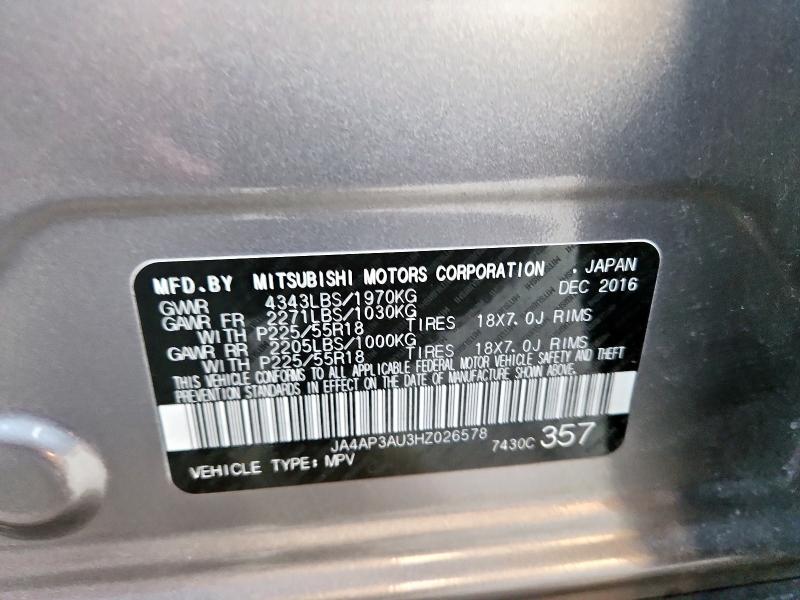 MFD.BY MITSUBISHI MOTORS CORPORATION . JAPAN
GVWR 4343LBS/1970KG DEC 2016
GAWR FR 2271LBS/1030KG
WITH P225/55R18 TIRES 18X7.0J RIMS
GAWR RR 2205LBS/1000KG
WITH P225/55R18 TIRES 18X7.0J RIMS
THIS VEHICLE CONFORMS TO ALL APPLICABLE FEDERAL MOTOR VEHICLE SAFETY AND THEFT
PREVENTION STANDARDS IN EFFECT ON THE DATE OF MANUFACTURE SHOWN ABOVE.
JA4AP3AU3HZ026578 7430C 357
VEHICLE TYPE: MPV